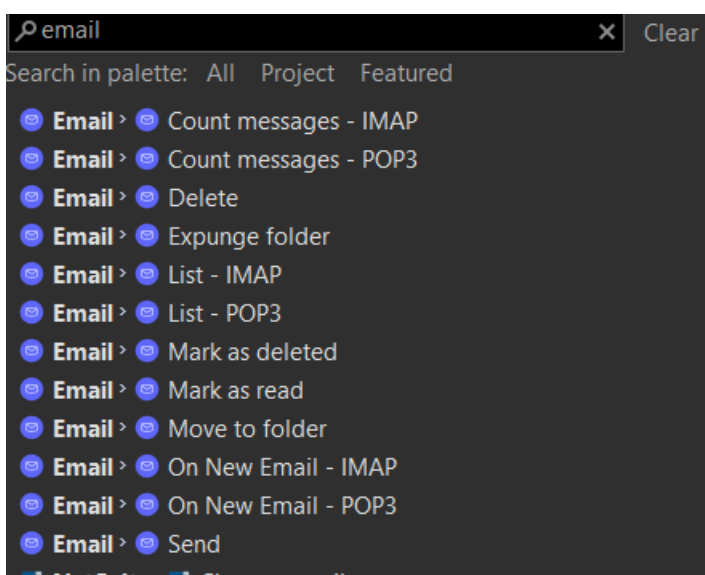 email × Clear
Search in palette: All Project Featured
Email > Count messages - IMAP
Email > Count messages - POP3
Email > Delete
Email > Expunge folder
Email > List - IMAP
Email > List - POP3
Email > Mark as deleted
Email > Mark as read
Email > Move to folder
Email > On New Email - IMAP
Email > On New Email - POP3
Email > Send